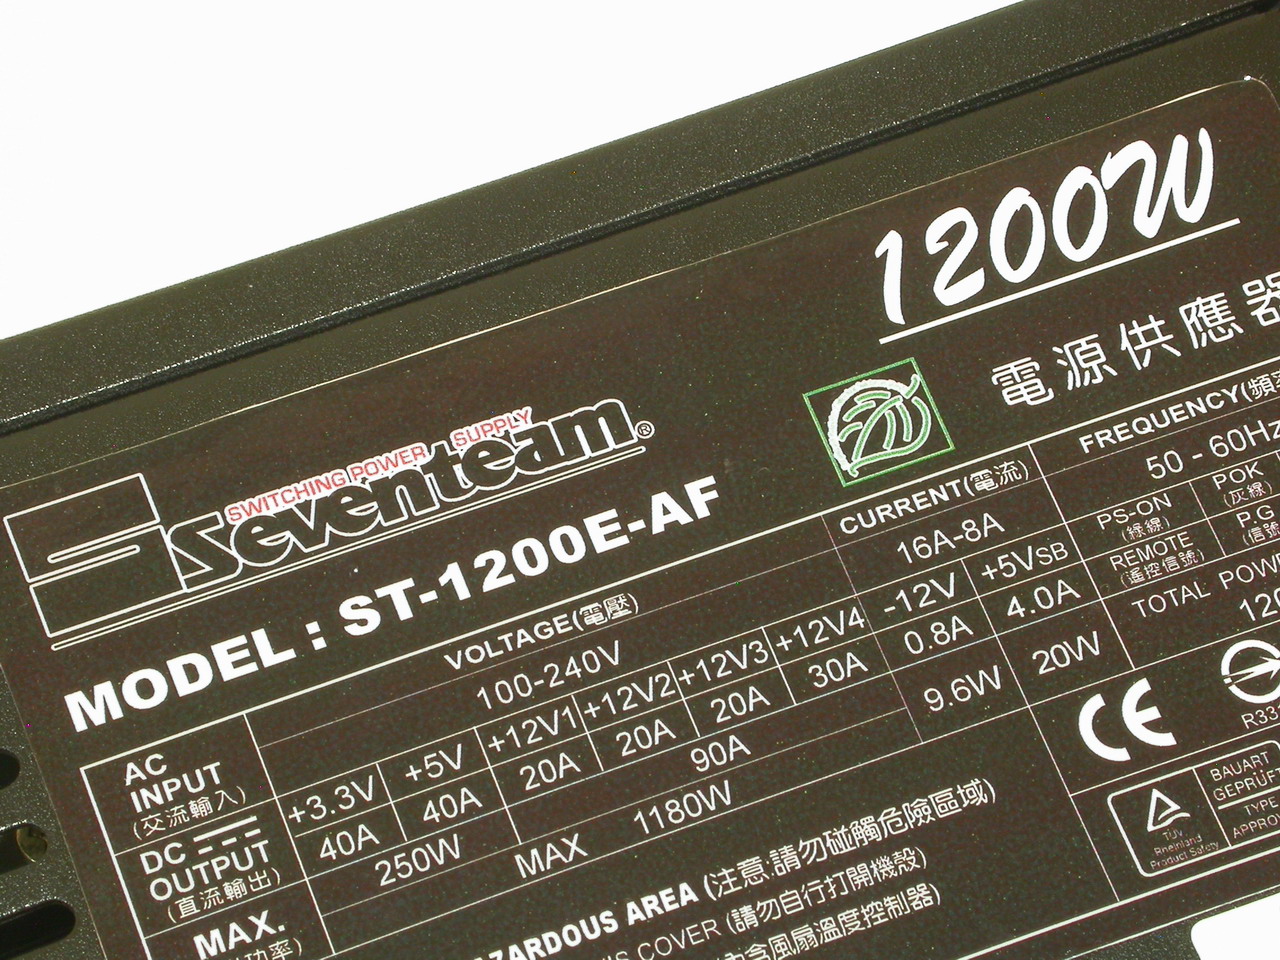 1200W
電源供應器
SWITCHING POWER SUPPLY
Seventeam®
MODEL : ST-1200E-AF
VOLTAGE(電壓) CURRENT(電流) FREQUENCY(頻率
AC INPUT (交流輸入) 100-240V 16A-8A 50 - 60Hz
DC OUTPUT (直流輸出) +3.3V +5V +12V1 +12V2 +12V3 +12V4 -12V +5VSB PS-ON (綠線) POK (灰線)
40A 40A 20A 20A 20A 30A 0.8A 4.0A REMOTE (遙控信號) P.G
MAX. 250W 90A 9.6W 20W TOTAL POWE
MAX 1180W 120
CE
R33
TÜV Rheinland Product Safety
BAUART GEPRÜFT
TYPE APPRO
AZARDOUS AREA (注意:請勿碰觸危險區域)
IS COVER (請勿自行打開機殼)
內含風扇溫度控制器)